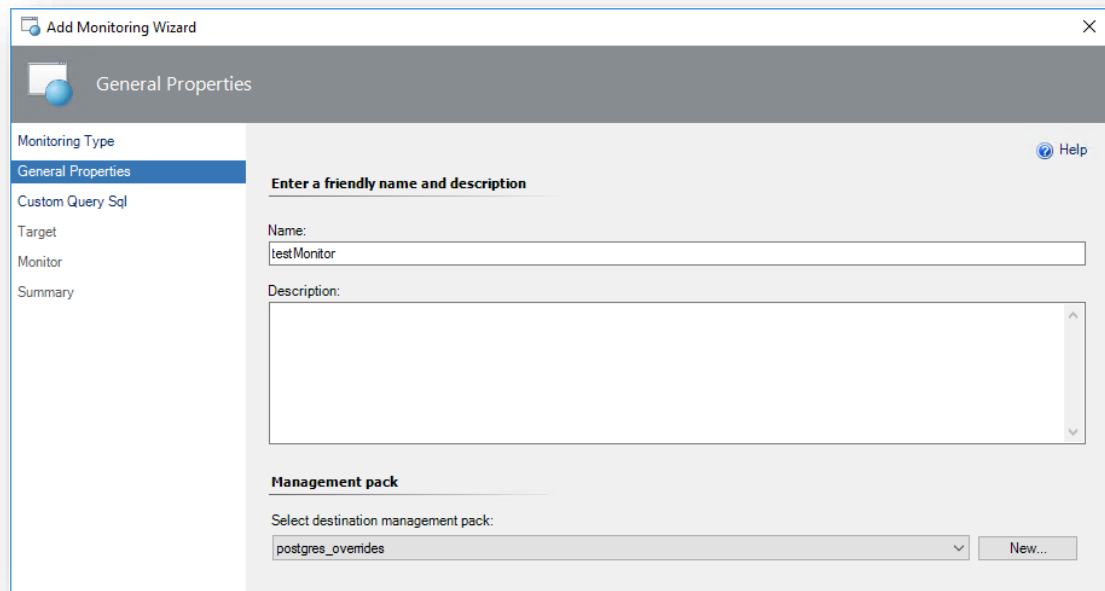 Add Monitoring Wizard
General Properties
Monitoring Type
General Properties
Custom Query Sql
Target
Monitor
Summary
Help
Enter a friendly name and description
Name:
testMonitor
Description:
Management pack
Select destination management pack:
postgres_overrides
New...